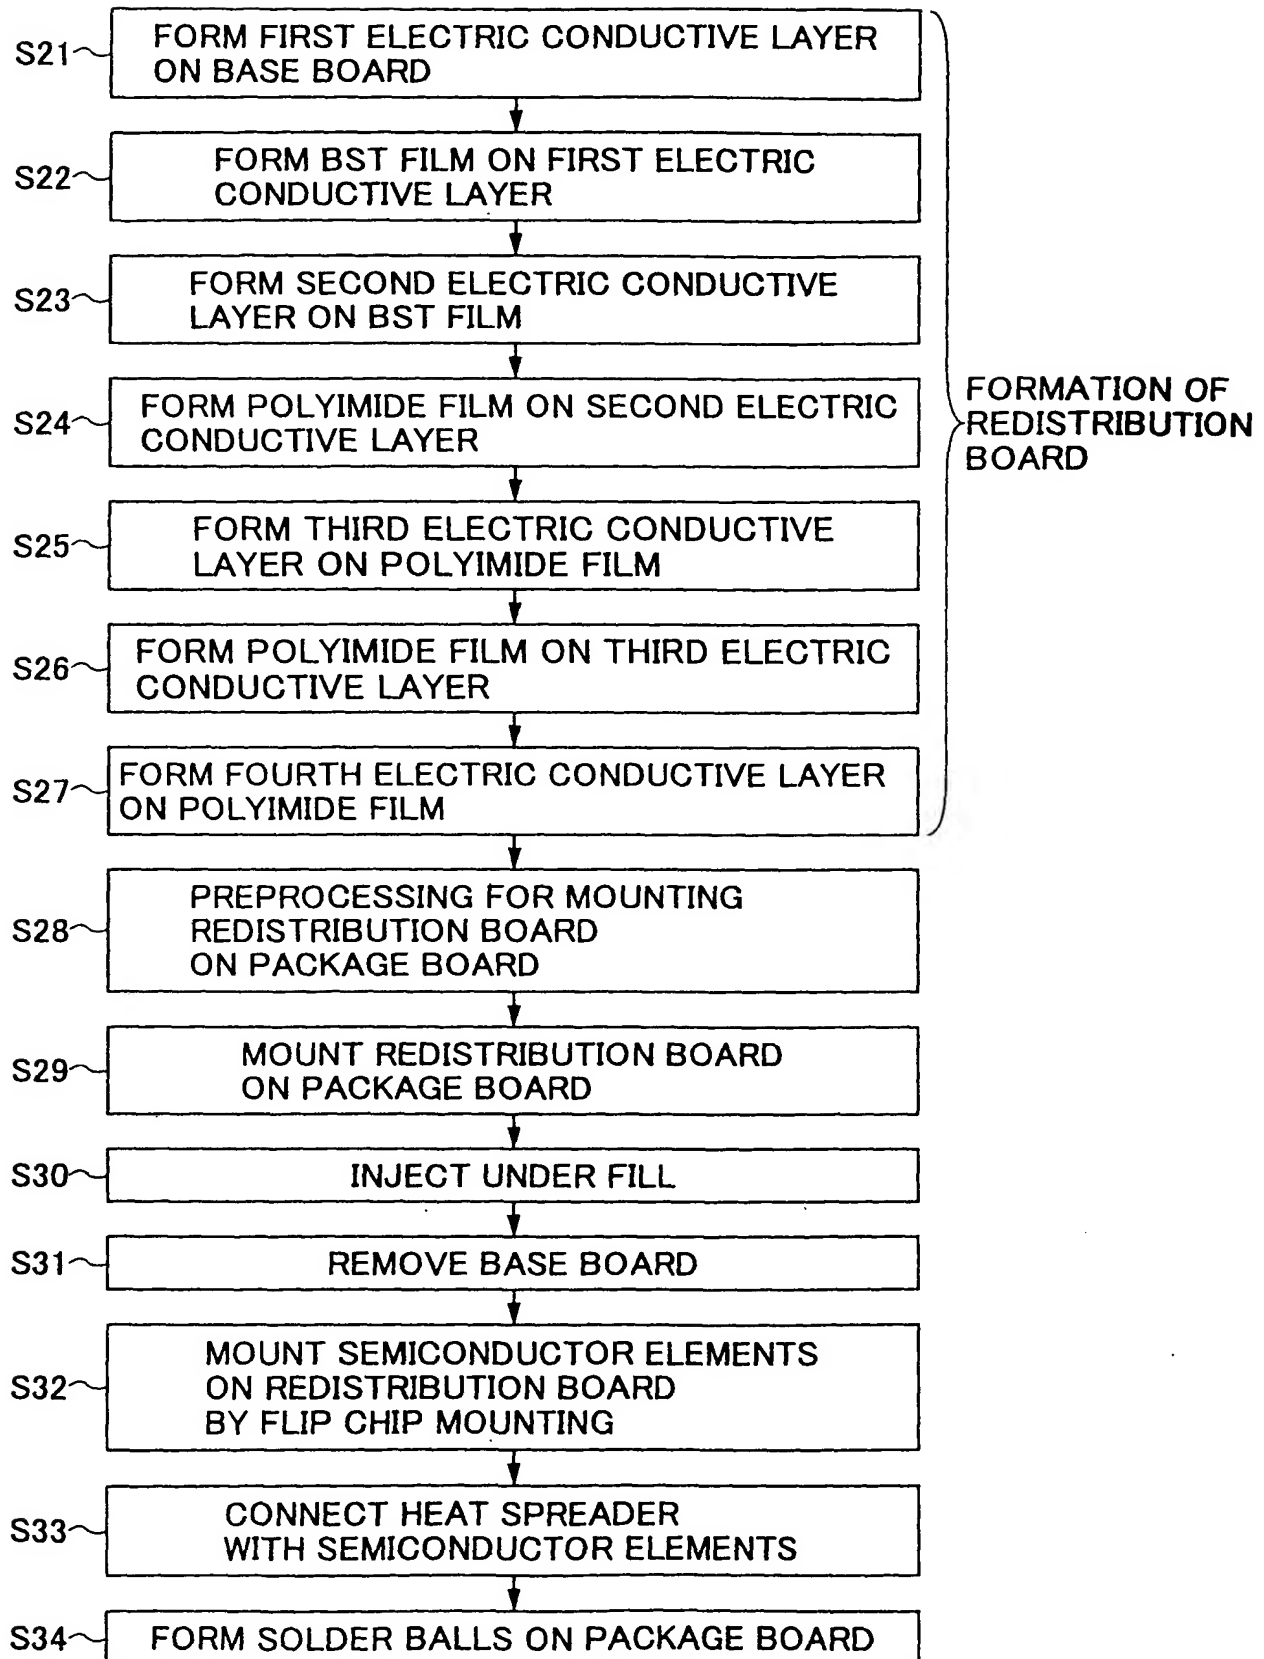 S21
FORM FIRST ELECTRIC CONDUCTIVE LAYER
ON BASE BOARD
S22
FORM BST FILM ON FIRST ELECTRIC
CONDUCTIVE LAYER
S23
FORM SECOND ELECTRIC CONDUCTIVE
LAYER ON BST FILM
S24
FORM POLYIMIDE FILM ON SECOND ELECTRIC
CONDUCTIVE LAYER
S25
FORM THIRD ELECTRIC CONDUCTIVE
LAYER ON POLYIMIDE FILM
S26
FORM POLYIMIDE FILM ON THIRD ELECTRIC
CONDUCTIVE LAYER
S27
FORM FOURTH ELECTRIC CONDUCTIVE LAYER
ON POLYIMIDE FILM
FORMATION OF
REDISTRIBUTION
BOARD
S28
PREPROCESSING FOR MOUNTING
REDISTRIBUTION BOARD
ON PACKAGE BOARD
S29
MOUNT REDISTRIBUTION BOARD
ON PACKAGE BOARD
S30
INJECT UNDER FILL
S31
REMOVE BASE BOARD
S32
MOUNT SEMICONDUCTOR ELEMENTS
ON REDISTRIBUTION BOARD
BY FLIP CHIP MOUNTING
S33
CONNECT HEAT SPREADER
WITH SEMICONDUCTOR ELEMENTS
S34
FORM SOLDER BALLS ON PACKAGE BOARD